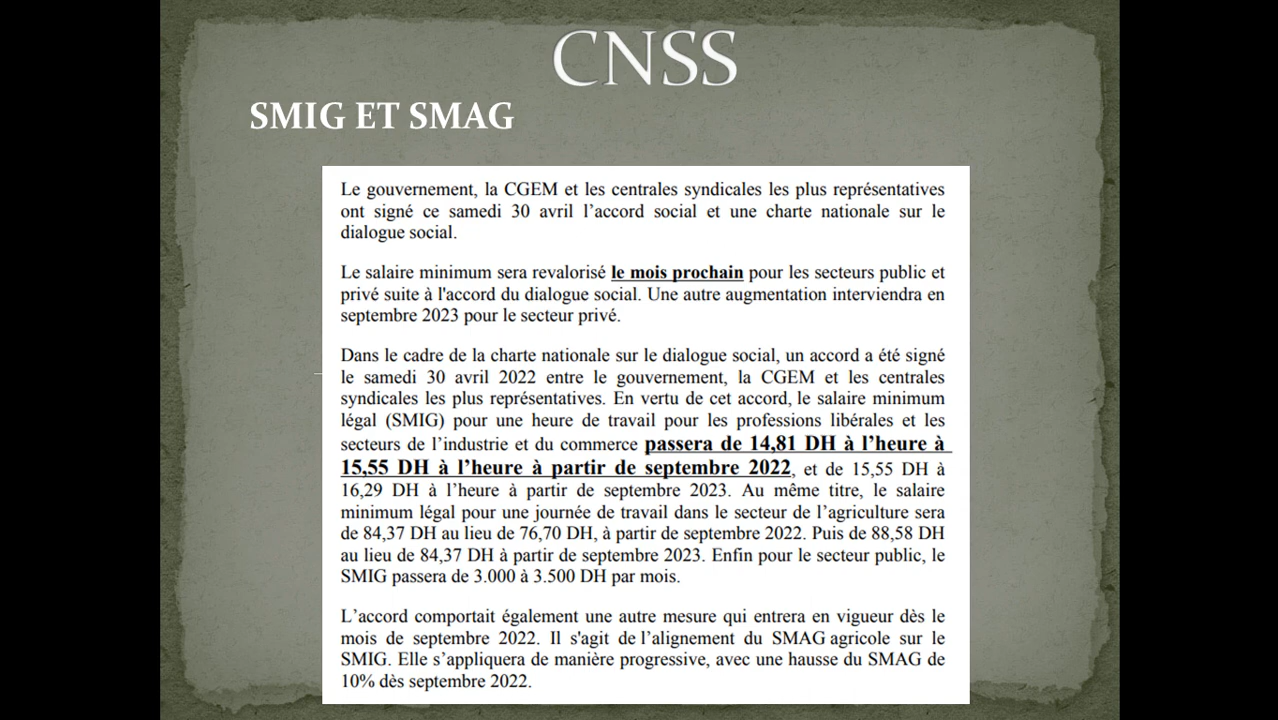 CNSS
SMIG ET SMAG
Le gouvernement, la CGEM et les centrales syndicales les plus représentatives
ont signé ce samedi 30 avril l’accord social et une charte nationale sur le
dialogue social.
Le salaire minimum sera revalorisé le mois prochain pour les secteurs public et
privé suite à l'accord du dialogue social. Une autre augmentation interviendra en
septembre 2023 pour le secteur privé.
Dans le cadre de la charte nationale sur le dialogue social, un accord a été signé
le samedi 30 avril 2022 entre le gouvernement, la CGEM et les centrales
syndicales les plus représentatives. En vertu de cet accord, le salaire minimum
légal (SMIG) pour une heure de travail pour les professions libérales et les
secteurs de l’industrie et du commerce passera de 14,81 DH à l’heure à
15,55 DH à l’heure à partir de septembre 2022, et de 15,55 DH à
16,29 DH à l’heure à partir de septembre 2023. Au même titre, le salaire
minimum légal pour une journée de travail dans le secteur de l’agriculture sera
de 84,37 DH au lieu de 76,70 DH, à partir de septembre 2022. Puis de 88,58 DH
au lieu de 84,37 DH à partir de septembre 2023. Enfin pour le secteur public, le
SMIG passera de 3.000 à 3.500 DH par mois.
L’accord comportait également une autre mesure qui entrera en vigueur dès le
mois de septembre 2022. Il s'agit de l’alignement du SMAG agricole sur le
SMIG. Elle s’appliquera de manière progressive, avec une hausse du SMAG de
10% dès septembre 2022.